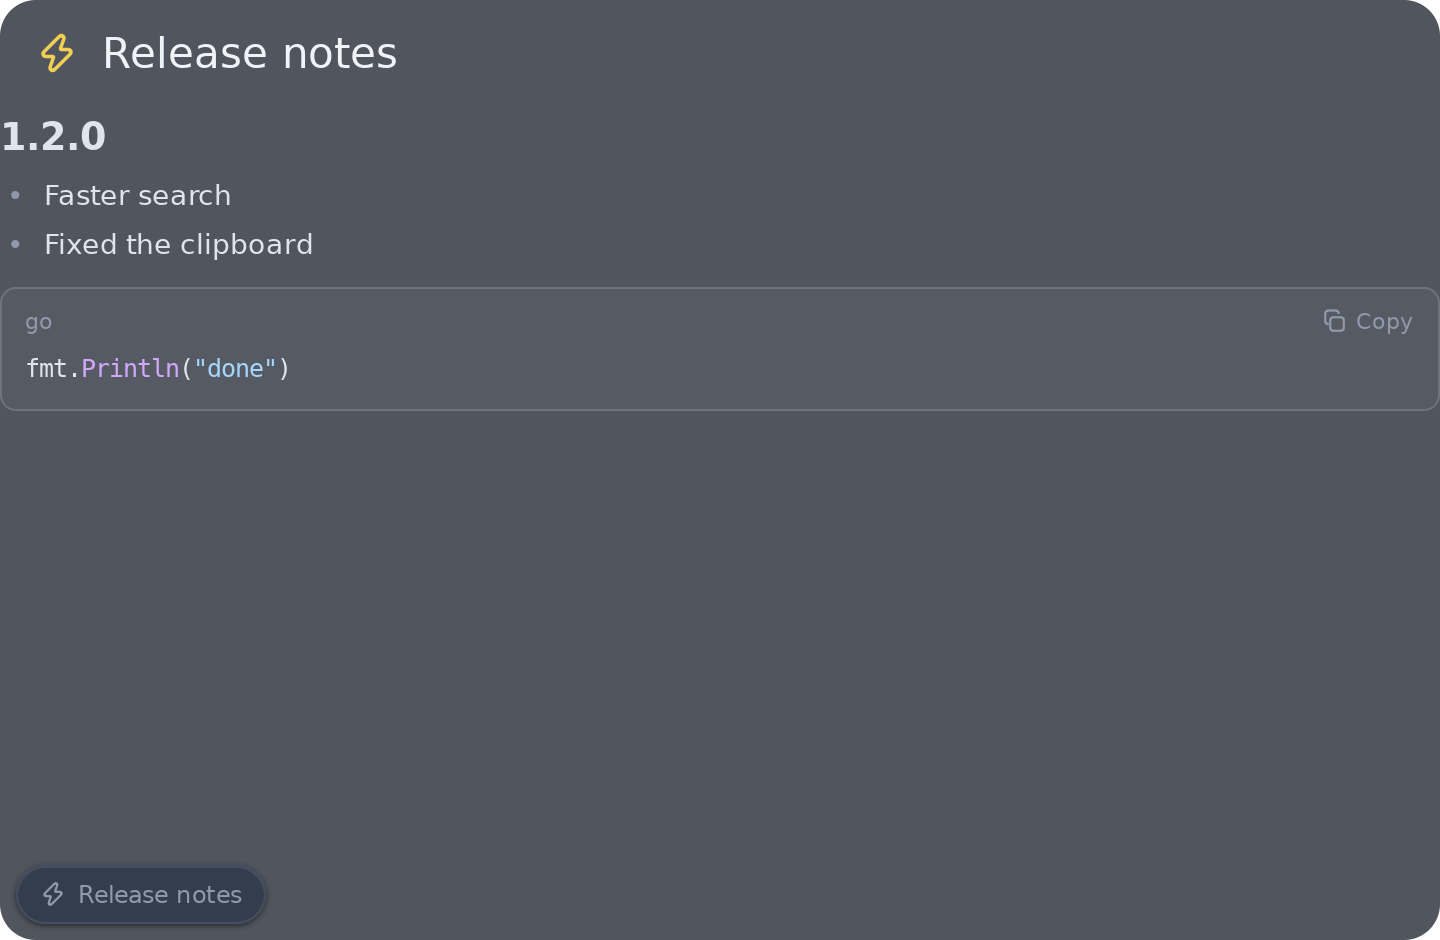 Release notes
1.2.0
• Faster search
• Fixed the clipboard
go
Copy
fmt.Println("done")
Release notes